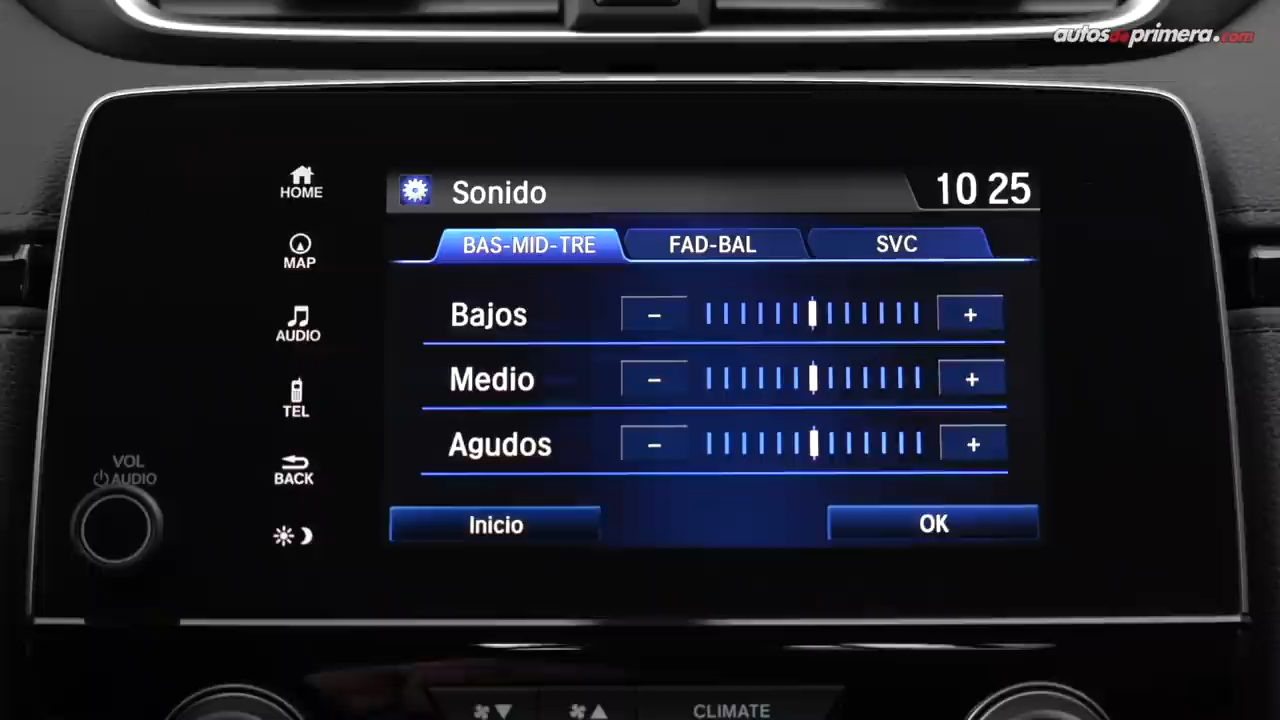 autosdeprimera.com
HOME
MAP
AUDIO
TEL
BACK
VOL
AUDIO
Sonido
10 25
BAS-MID-TRE
FAD-BAL
SVC
Bajos - +
Medio - +
Agudos - +
Inicio
OK
CLIMATE